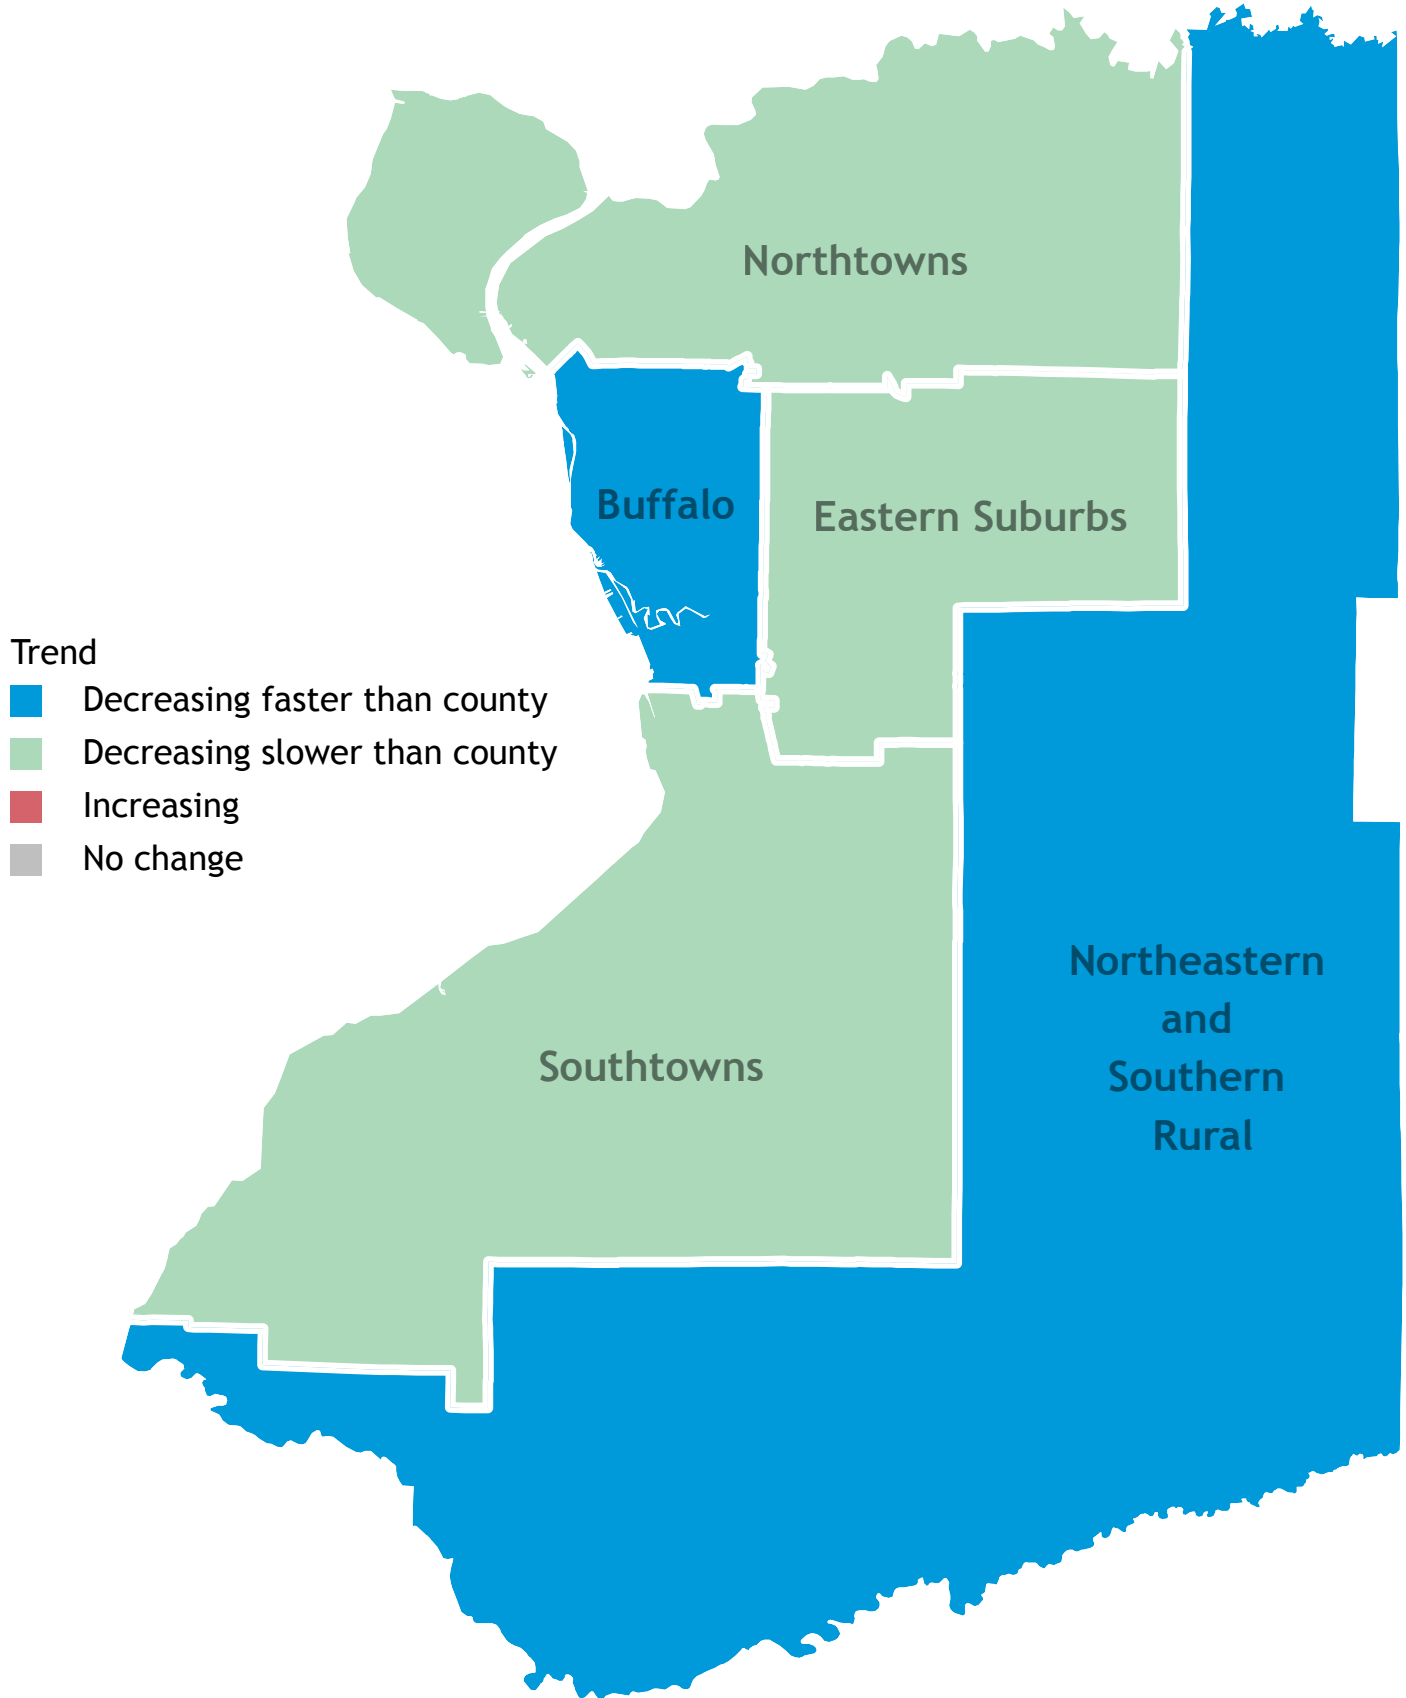 Northtowns
Buffalo
Eastern Suburbs
Trend
Decreasing faster than county
Decreasing slower than county
Increasing
No change
Northeastern
and
Southern
Rural
Southtowns